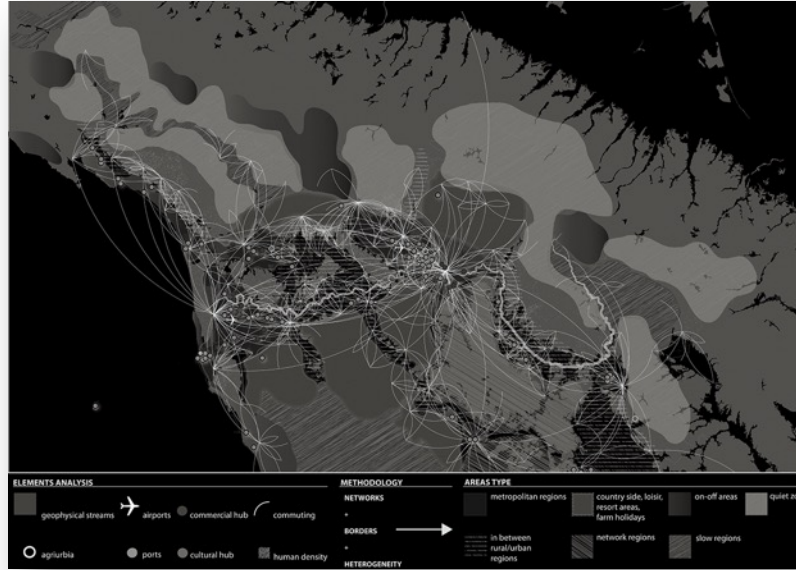 ELEMENTS ANALYSIS
geophysical streams
airports
commercial hub
commuting
agriurbia
ports
cultural hub
human density
METHODOLOGY
NETWORKS
+
BORDERS
+
HETEROGENEITY
AREAS TYPE
metropolitan regions
country side, loisir,
resort areas,
farm holidays
on-off areas
quiet
in between
rural/urban
regions
network regions
slow regions